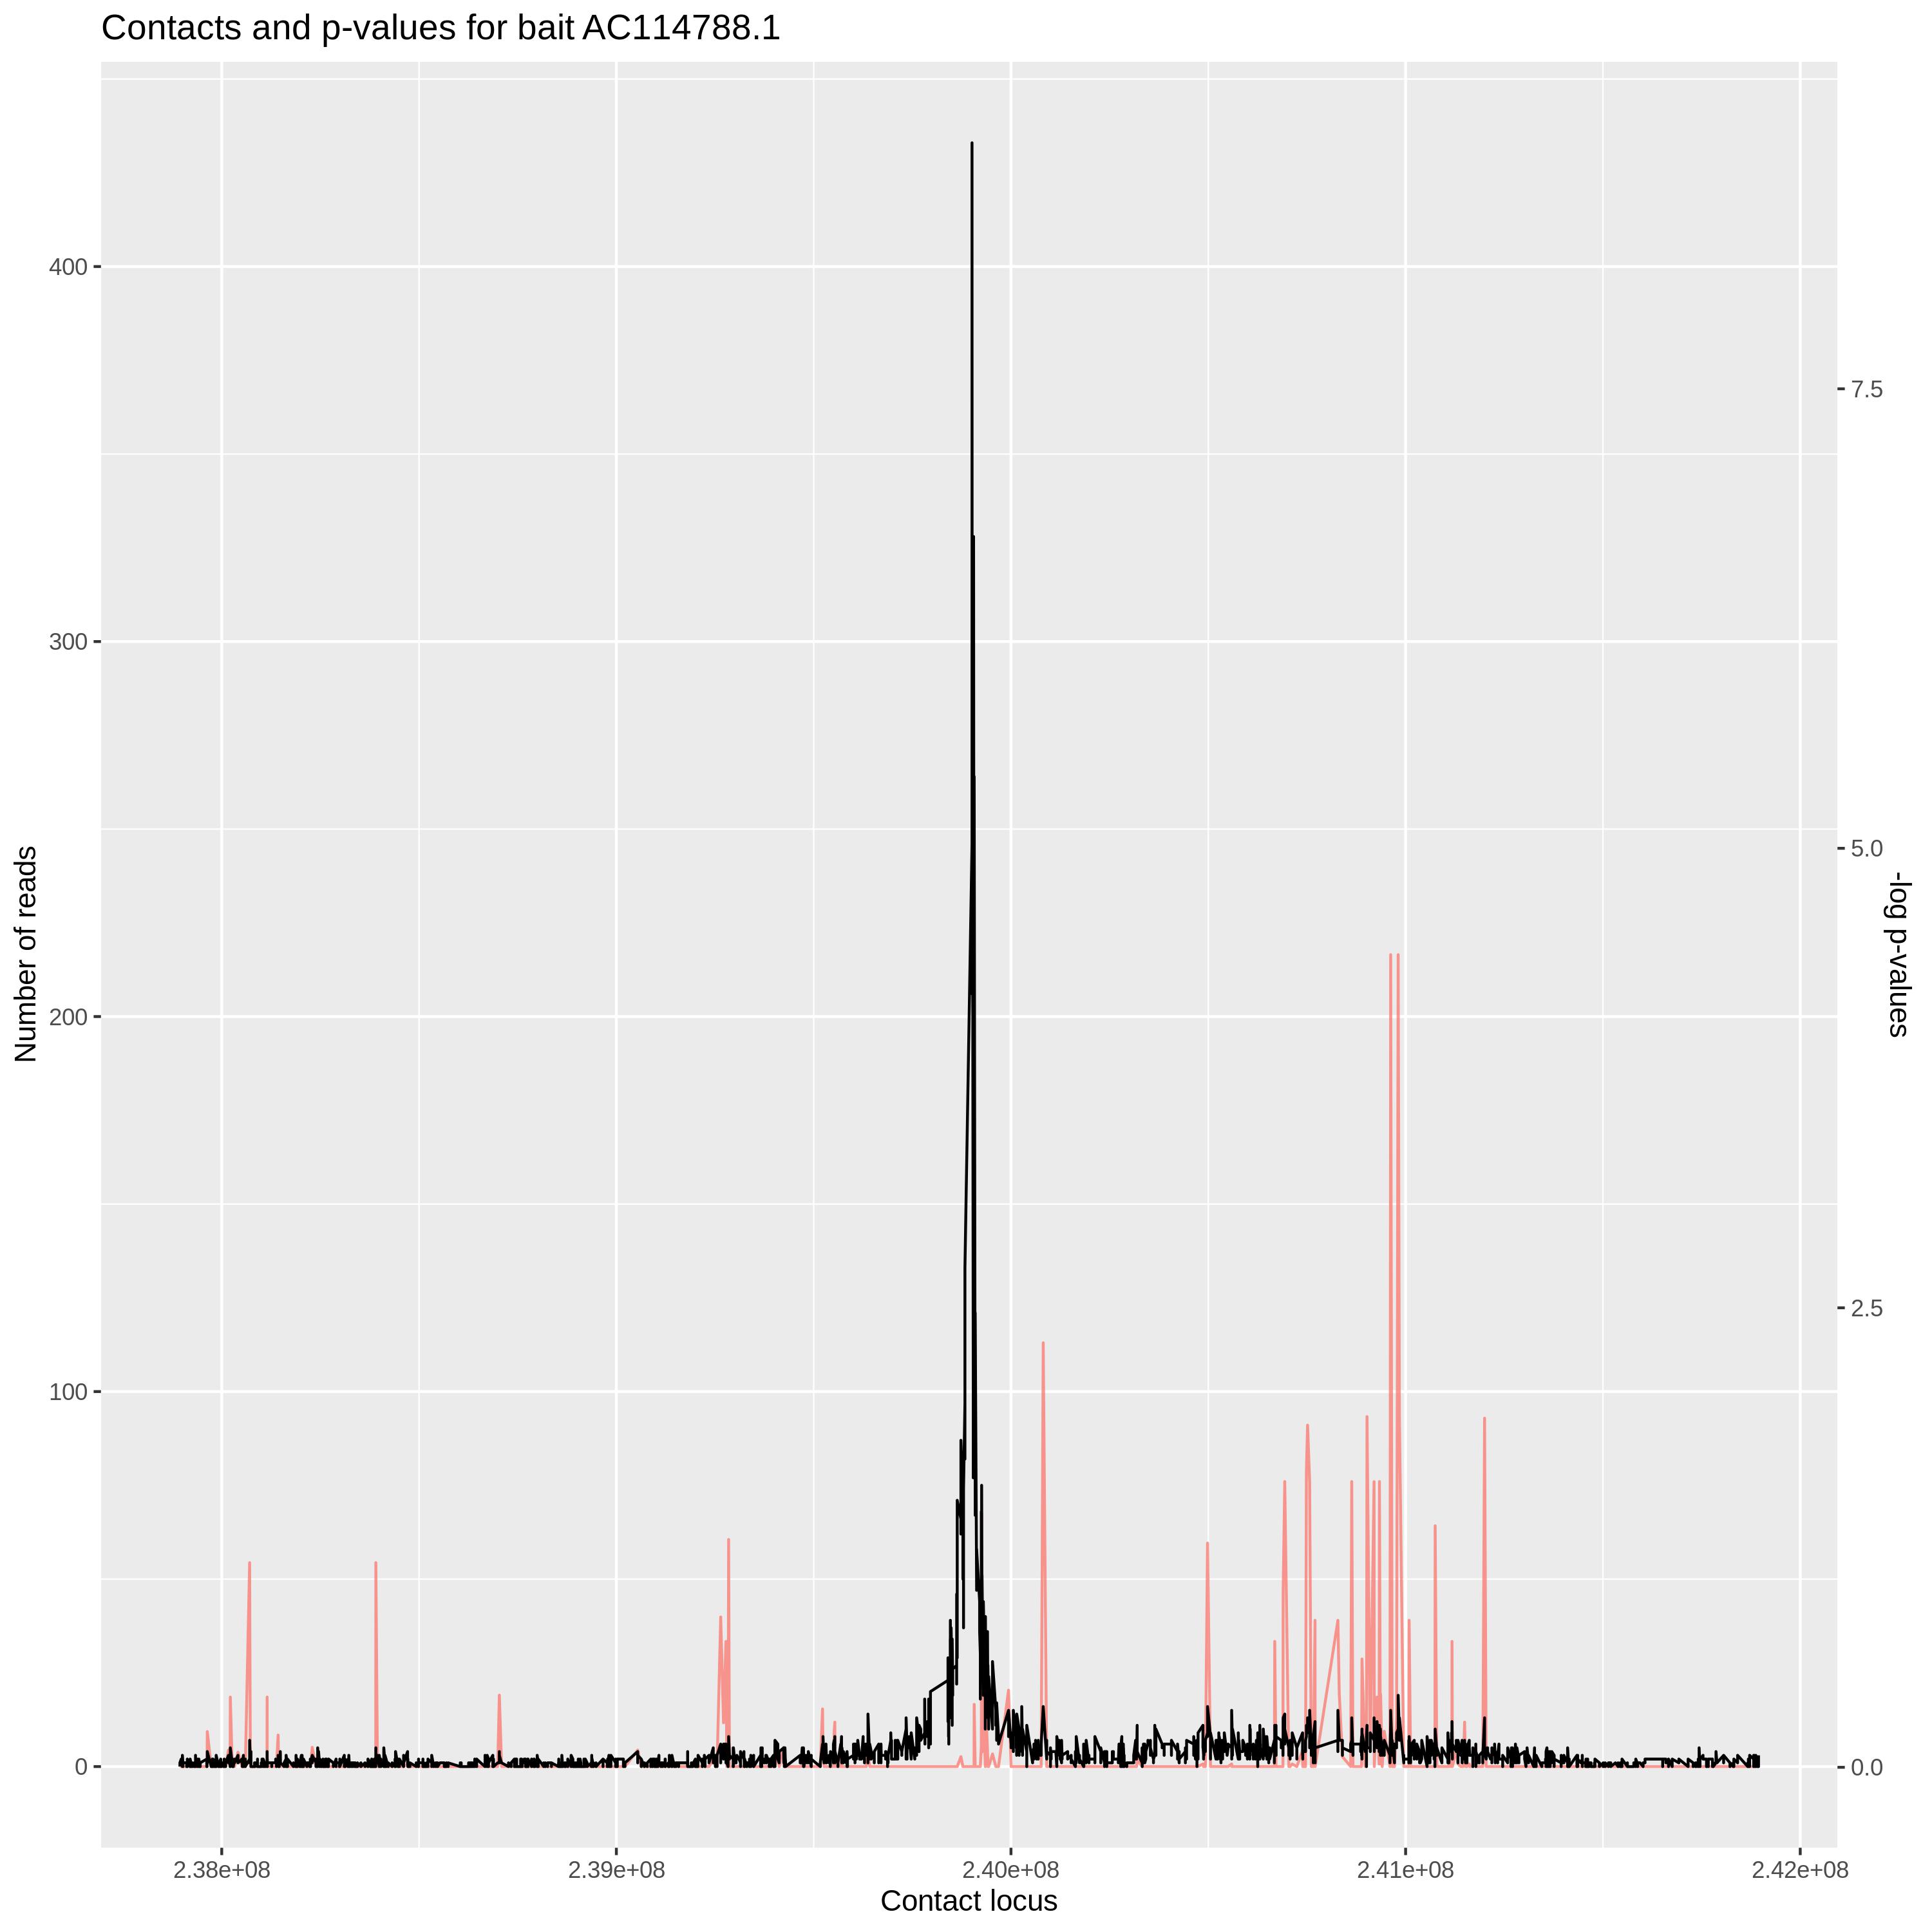 Contacts and p-values for bait AC114788.1
400
300
200
100
0
Number of reads
7.5
5.0
2.5
0.0
-log p-values
2.38e+08
2.39e+08
2.40e+08
2.41e+08
2.42e+08
Contact locus